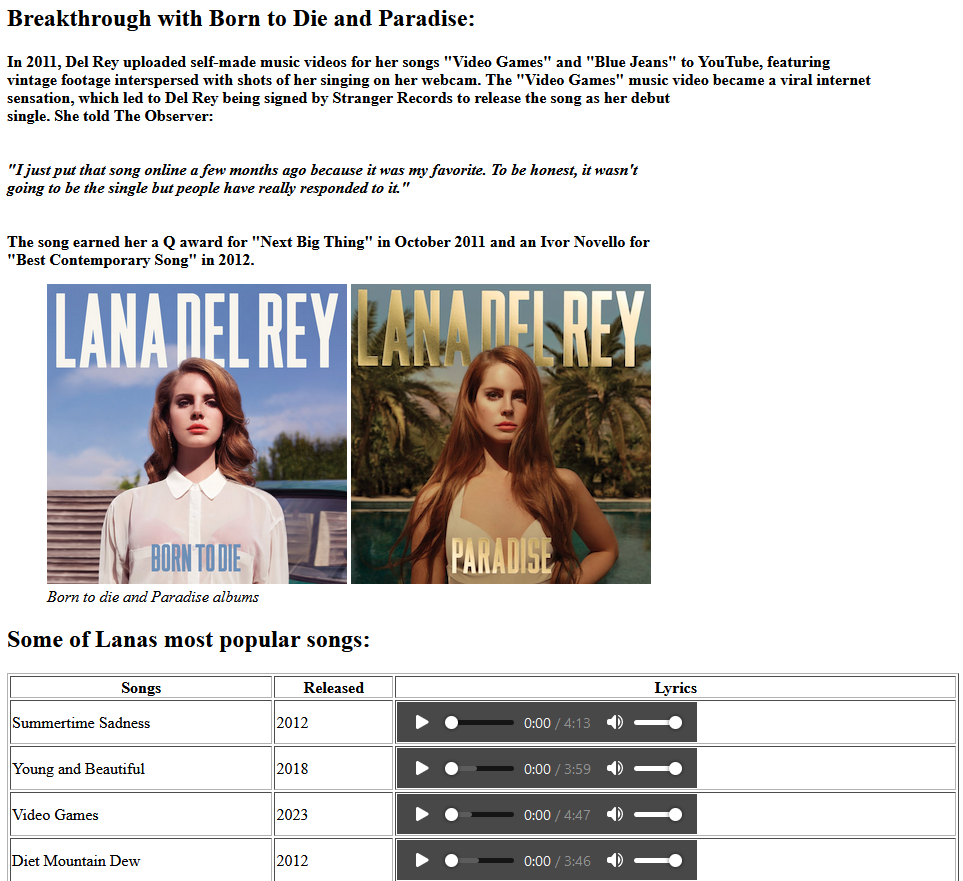 Breakthrough with Born to Die and Paradise:
In 2011, Del Rey uploaded self-made music videos for her songs "Video Games" and "Blue Jeans" to YouTube, featuring
vintage footage interspersed with shots of her singing on her webcam. The "Video Games" music video became a viral internet
sensation, which led to Del Rey being signed by Stranger Records to release the song as her debut
single. She told The Observer:
"I just put that song online a few months ago because it was my favorite. To be honest, it wasn't
going to be the single but people have really responded to it."
The song earned her a Q award for "Next Big Thing" in October 2011 and an Ivor Novello for
"Best Contemporary Song" in 2012.
LANA DEL REY
BORN TO DIE
LANA DEL REY
PARADISE
Born to die and Paradise albums
Some of Lanas most popular songs:
Songs Released Lyrics
Summertime Sadness 2012 0:00 / 4:13
Young and Beautiful 2018 0:00 / 3:59
Video Games 2023 0:00 / 4:47
Diet Mountain Dew 2012 0:00 / 3:46